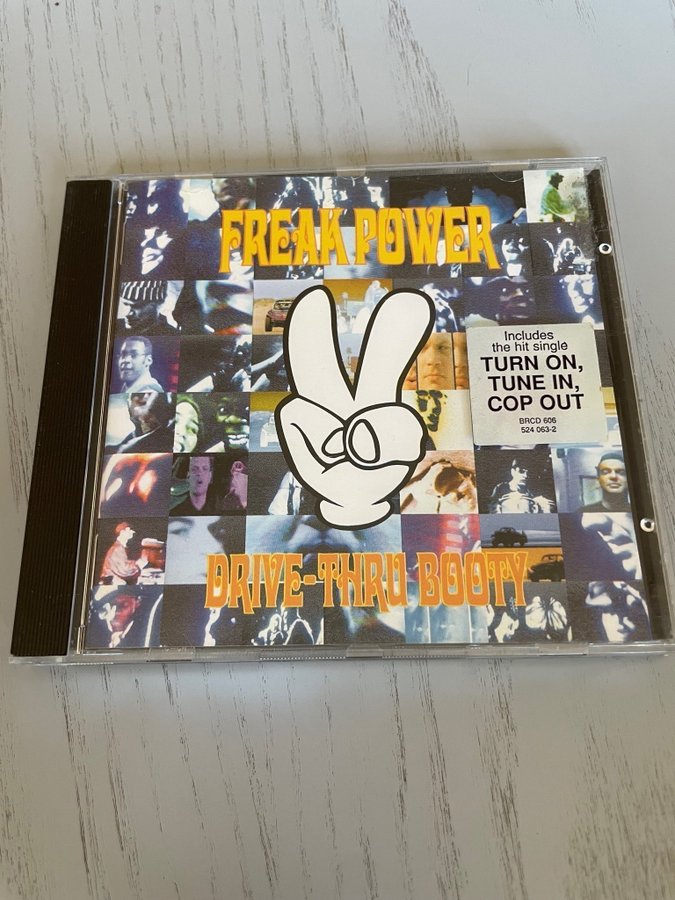 FREAK POWER
Includes
the hit single
TURN ON,
TUNE IN,
COP OUT
BRCD 606
524 063-2
DRIVE-THRU BOOTY